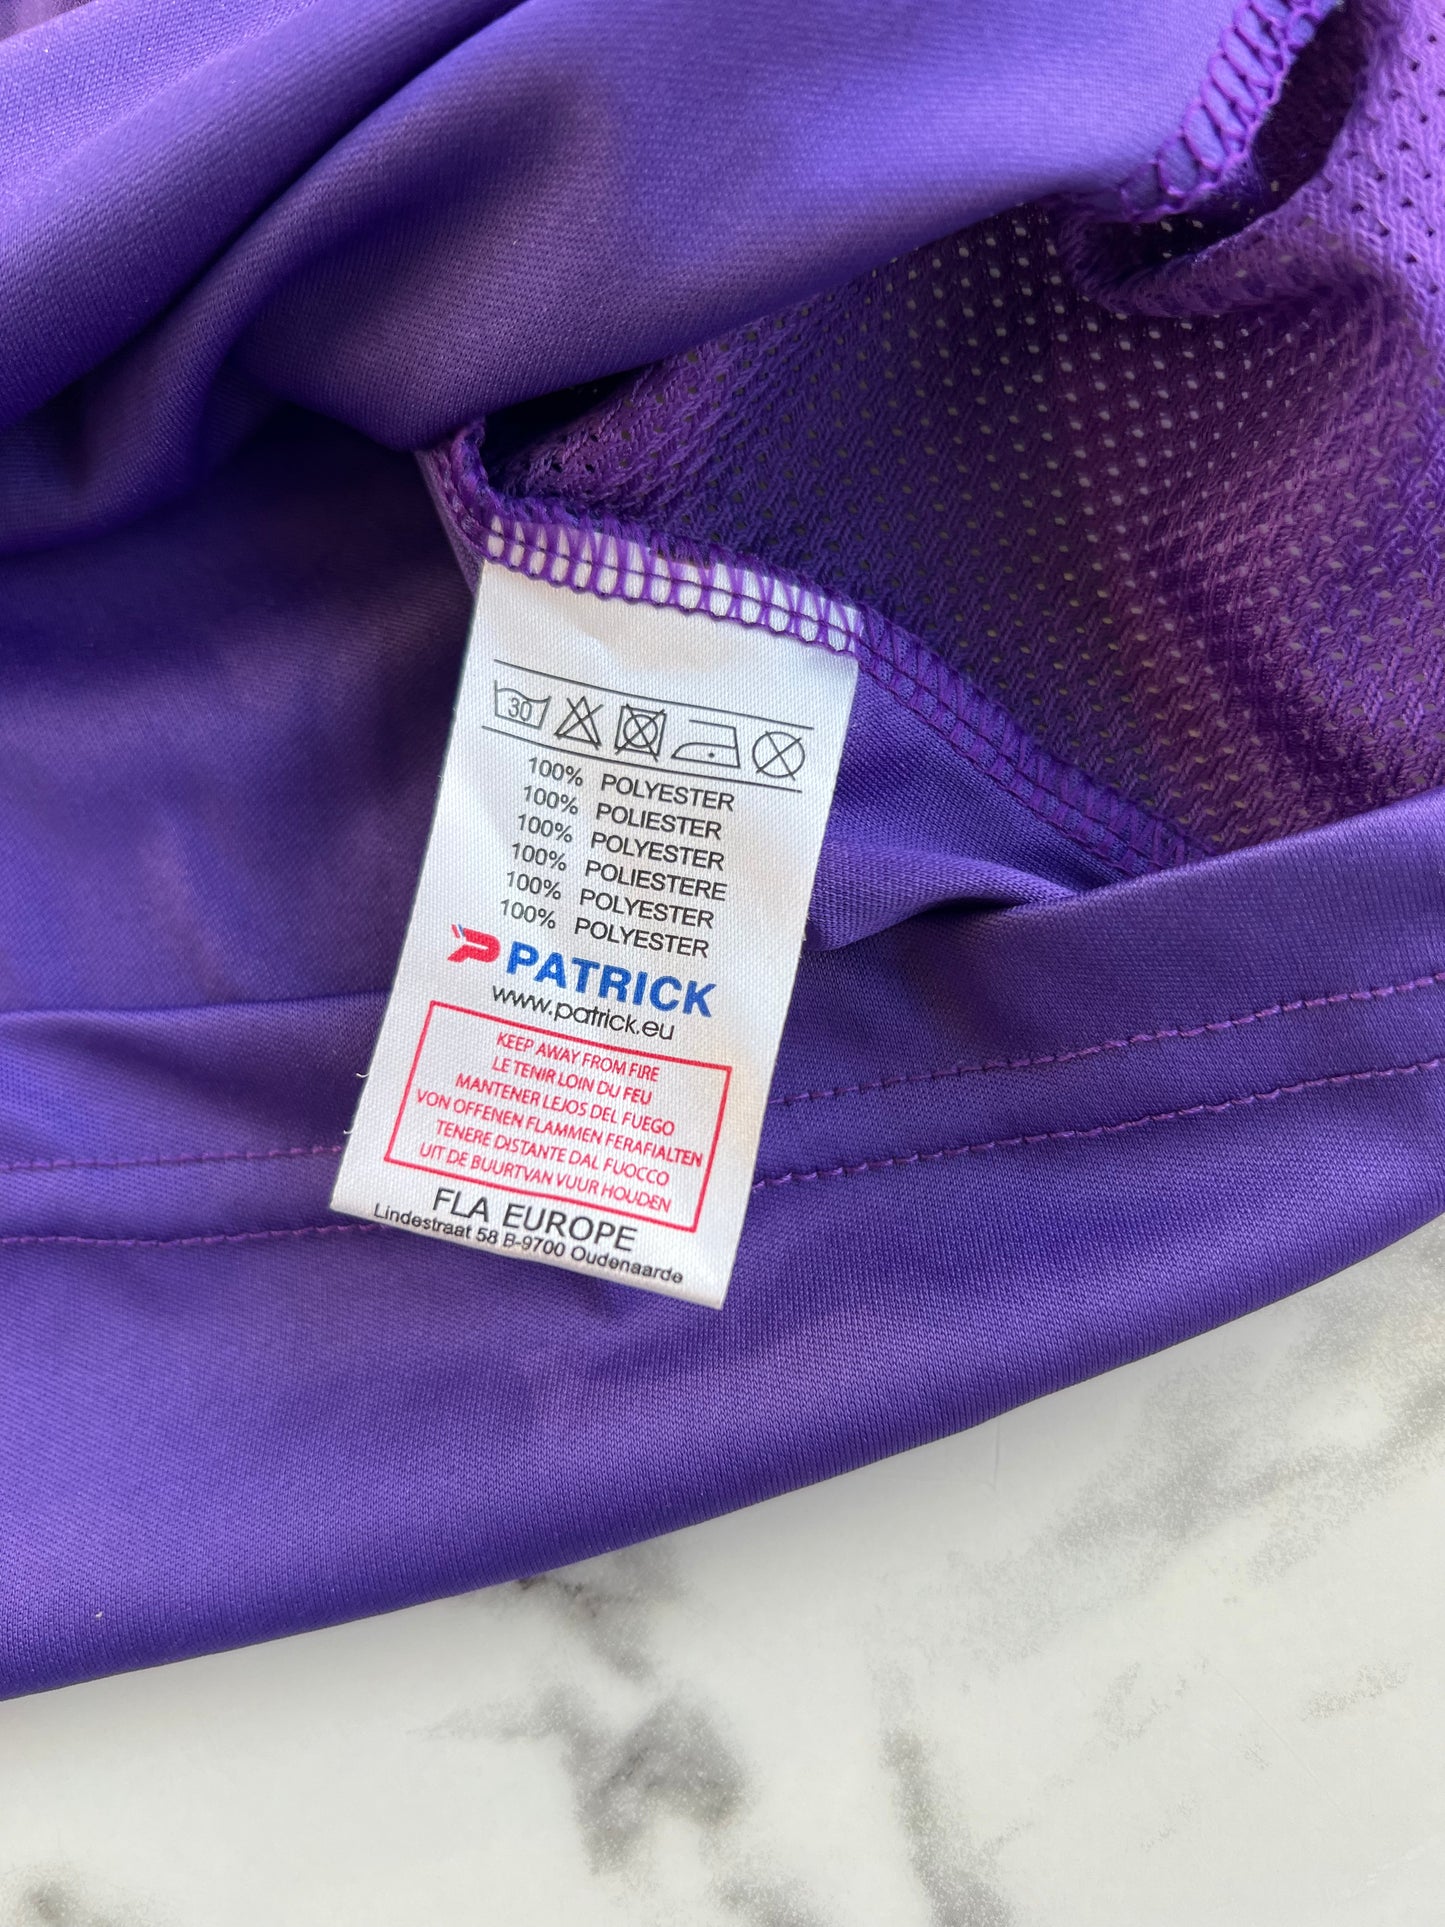 30
100% POLYESTER
100% POLIESTER
100% POLYESTER
100% POLIESTERE
100% POLYESTER
100% POLYESTER
PATRICK
www.patrick.eu
KEEP AWAY FROM FIRE
LE TENIR LOIN DU FEU
MANTENER LEJOS DEL FUEGO
VON OFFENEN FLAMMEN FERAFIALTEN
TENERE DISTANTE DAL FUOCCO
UIT DE BUURTVAN VUUR HOUDEN
FLA EUROPE
Lindestraat 58 B-9700 Oudenaarde